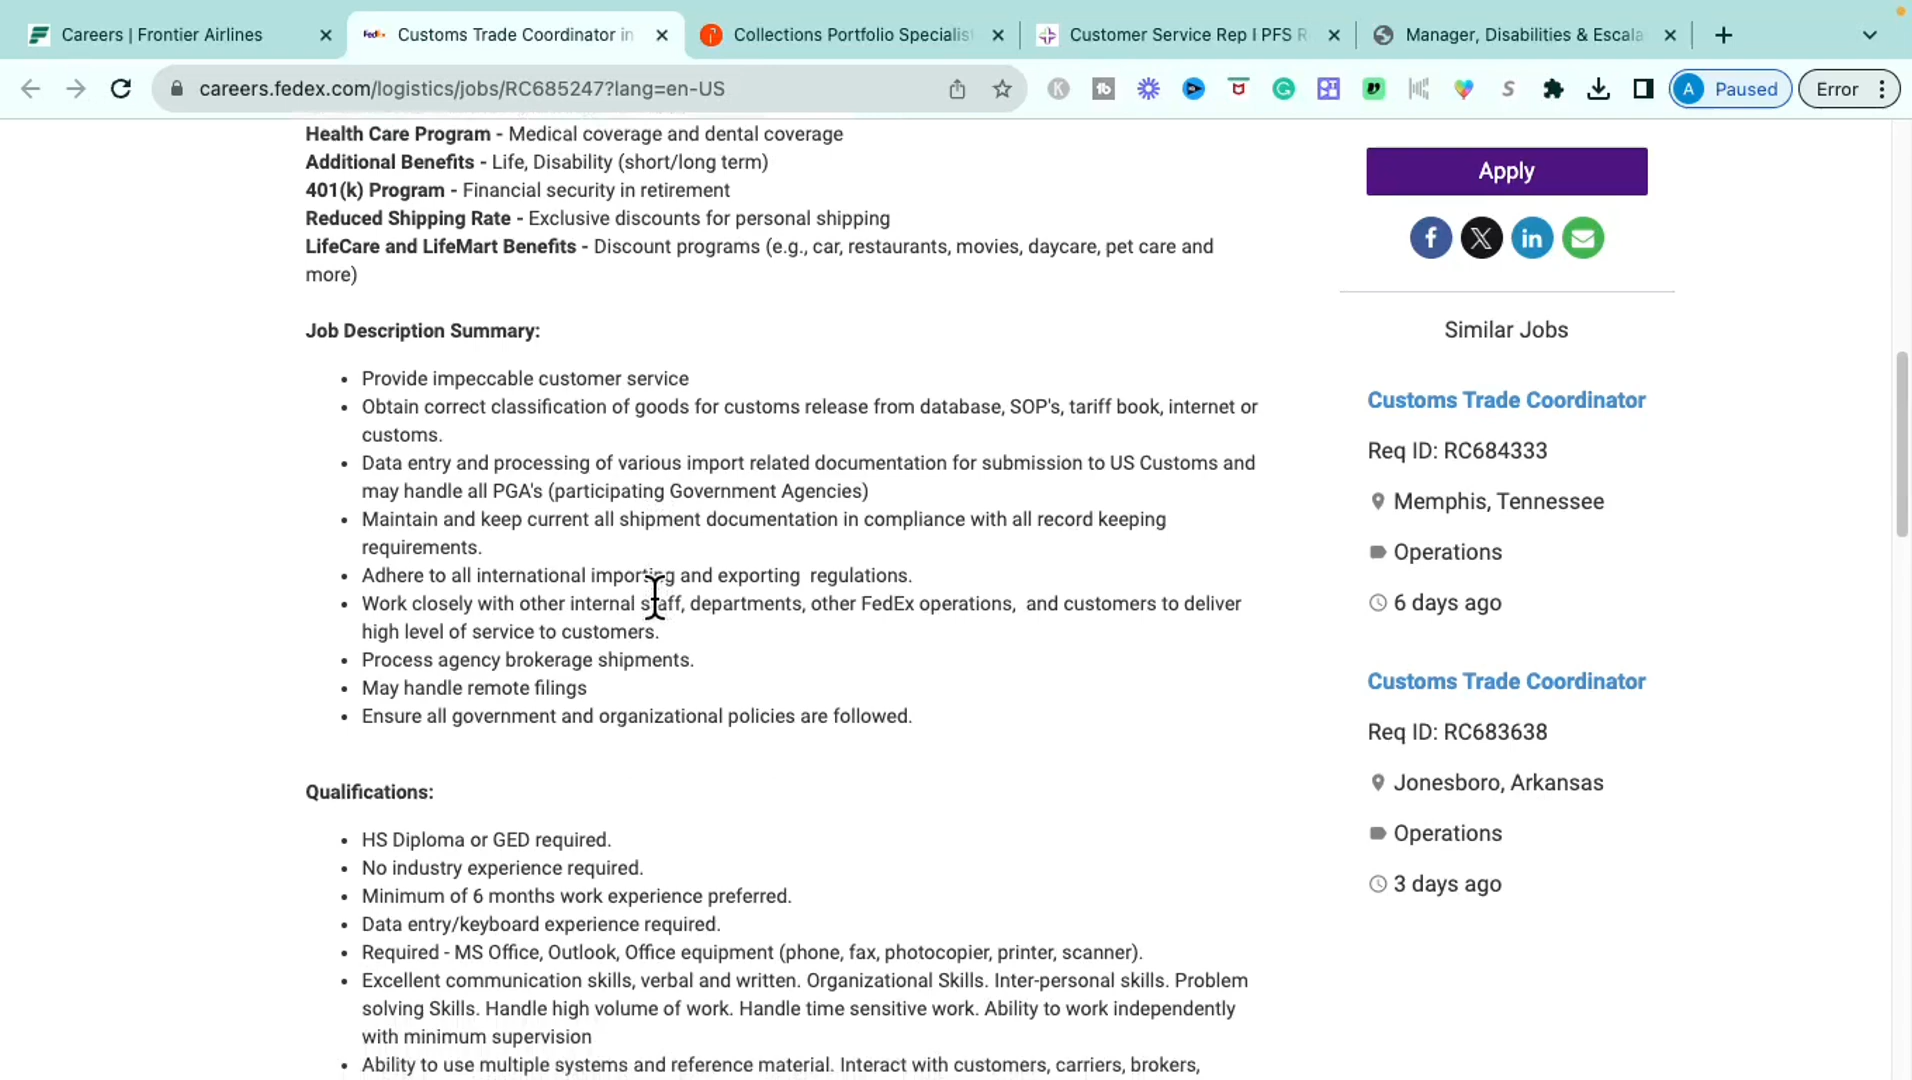 Careers | Frontier Airlines
FedEx
Customs Trade Coordinator in
Collections Portfolio Specialist
Customer Service Rep I PFS R
Manager, Disabilities & Escala
careers.fedex.com/logistics/jobs/RC685247?lang=en-US
K
S
A Paused
Error
Health Care Program - Medical coverage and dental coverage
Additional Benefits - Life, Disability (short/long term)
401(k) Program - Financial security in retirement
Reduced Shipping Rate - Exclusive discounts for personal shipping
LifeCare and LifeMart Benefits - Discount programs (e.g., car, restaurants, movies, daycare, pet care and
more)
Job Description Summary:
• Provide impeccable customer service
• Obtain correct classification of goods for customs release from database, SOP's, tariff book, internet or
customs.
• Data entry and processing of various import related documentation for submission to US Customs and
may handle all PGA's (participating Government Agencies)
• Maintain and keep current all shipment documentation in compliance with all record keeping
requirements.
• Adhere to all international importing and exporting  regulations.
• Work closely with other internal staff, departments, other FedEx operations,  and customers to deliver
high level of service to customers.
• Process agency brokerage shipments.
• May handle remote filings
• Ensure all government and organizational policies are followed.
Qualifications:
• HS Diploma or GED required.
• No industry experience required.
• Minimum of 6 months work experience preferred.
• Data entry/keyboard experience required.
• Required - MS Office, Outlook, Office equipment (phone, fax, photocopier, printer, scanner).
• Excellent communication skills, verbal and written. Organizational Skills. Inter-personal skills. Problem
solving Skills. Handle high volume of work. Handle time sensitive work. Ability to work independently
with minimum supervision
• Ability to use multiple systems and reference material. Interact with customers, carriers, brokers,
Apply
f X in
Similar Jobs
Customs Trade Coordinator
Req ID: RC684333
Memphis, Tennessee
Operations
6 days ago
Customs Trade Coordinator
Req ID: RC683638
Jonesboro, Arkansas
Operations
3 days ago